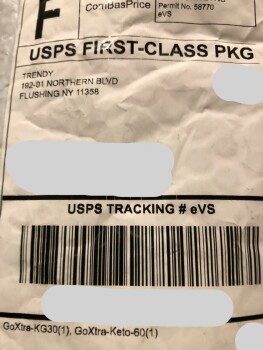 F
ComBasPrice
Permit No. 56770
eVS
USPS FIRST-CLASS PKG
TRENDY
192-01 NORTHERN BLVD
FLUSHING NY 11358
USPS TRACKING # eVS
GoXtra-KG30(1), GoXtra-Keto-60(1)